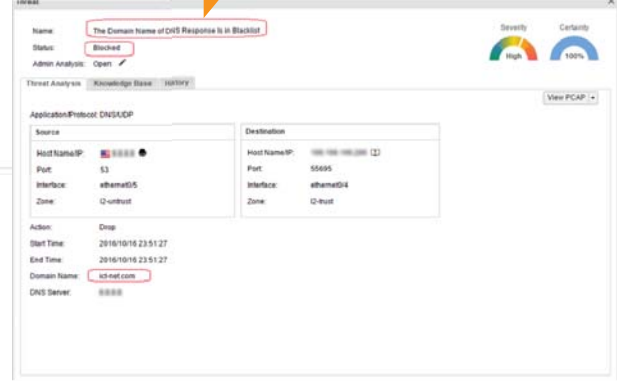 Threat
Name: The Domain Name of DNS Response Is in Blacklist
Status: Blocked
Admin Analysis: Open
Severity
High
Certainty
100%
Threat Analysis Knowledge Base History
View PCAP
Application/Protocol: DNS/UDP
Source
Host Name/IP:
Port: 53
Interface: ethernet0/5
Zone: l2-untrust
Destination
Host Name/IP:
Port: 55695
Interface: ethernet0/4
Zone: l2-trust
Action: Drop
Start Time: 2016/10/16 23:51:27
End Time: 2016/10/16 23:51:27
Domain Name: ict-net.com
DNS Server: